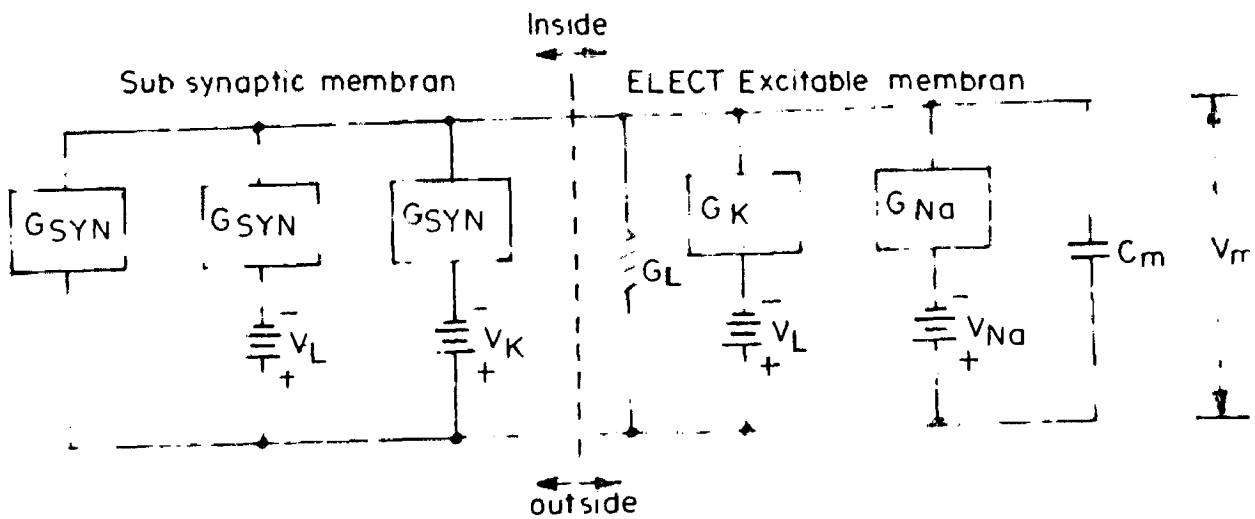 Inside
Sub synaptic membran
ELECT Excitable membran
GSYN
GSYN
GSYN
GL
GK
GNa
Cm
Vm
-
VL
+
-
VK
+
-
VL
+
-
VNa
+
outside